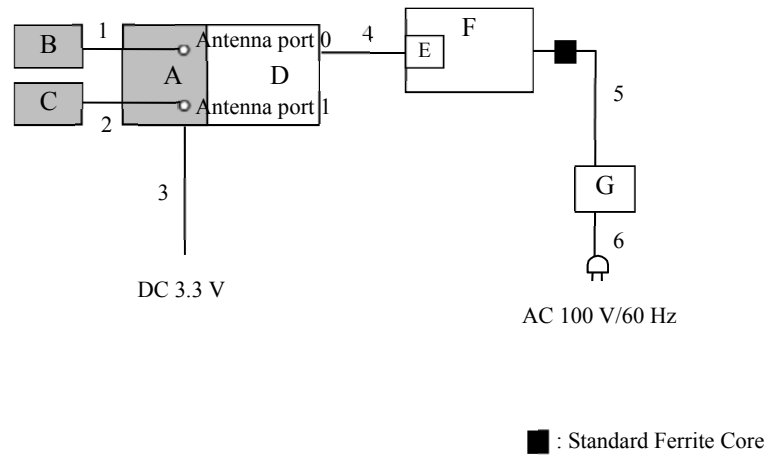 B
1
Antenna port 0
4
E
F
A
D
C
2
Antenna port 1
5
3
G
6
DC 3.3 V
AC 100 V/60 Hz
: Standard Ferrite Core